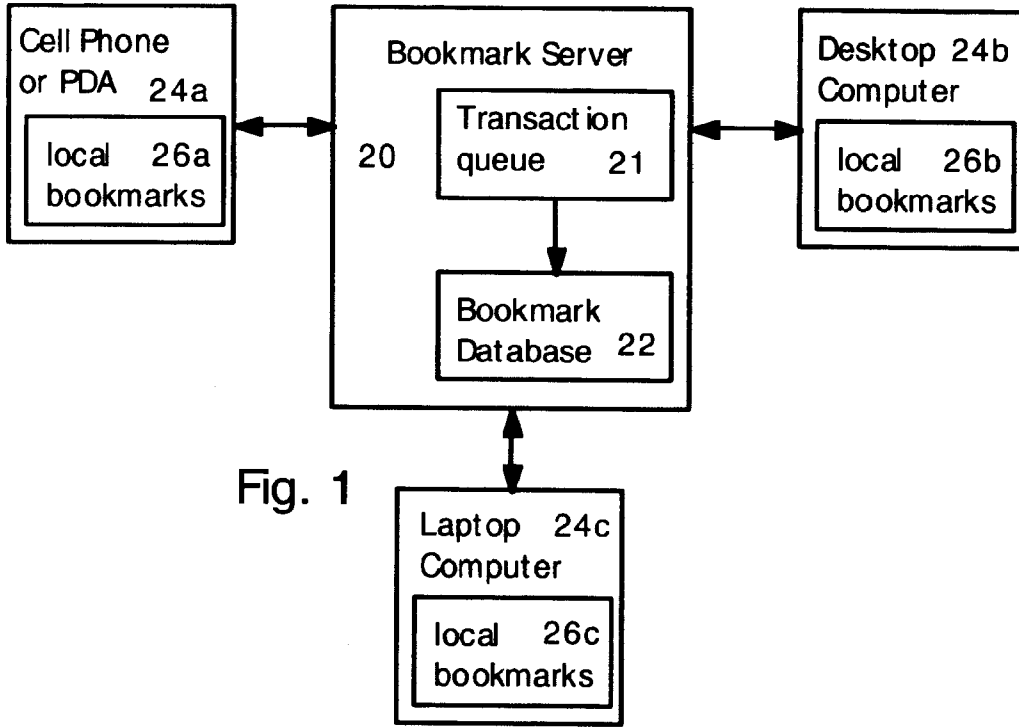 Cell Phone
or PDA 24a
local 26a
bookmarks
Bookmark Server
20
Transaction
queue 21
Bookmark
Database 22
Desktop 24b
Computer
local 26b
bookmarks
Fig. 1
Laptop 24c
Computer
local 26c
bookmarks